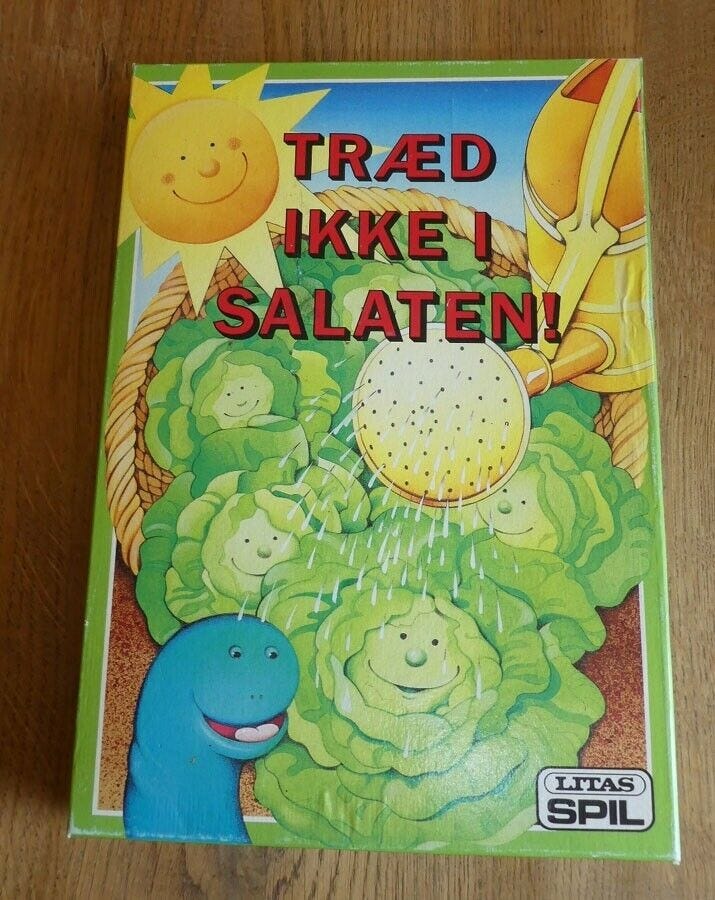 TRÆD
IKKE I
SALATEN!
LITAS
SPIL